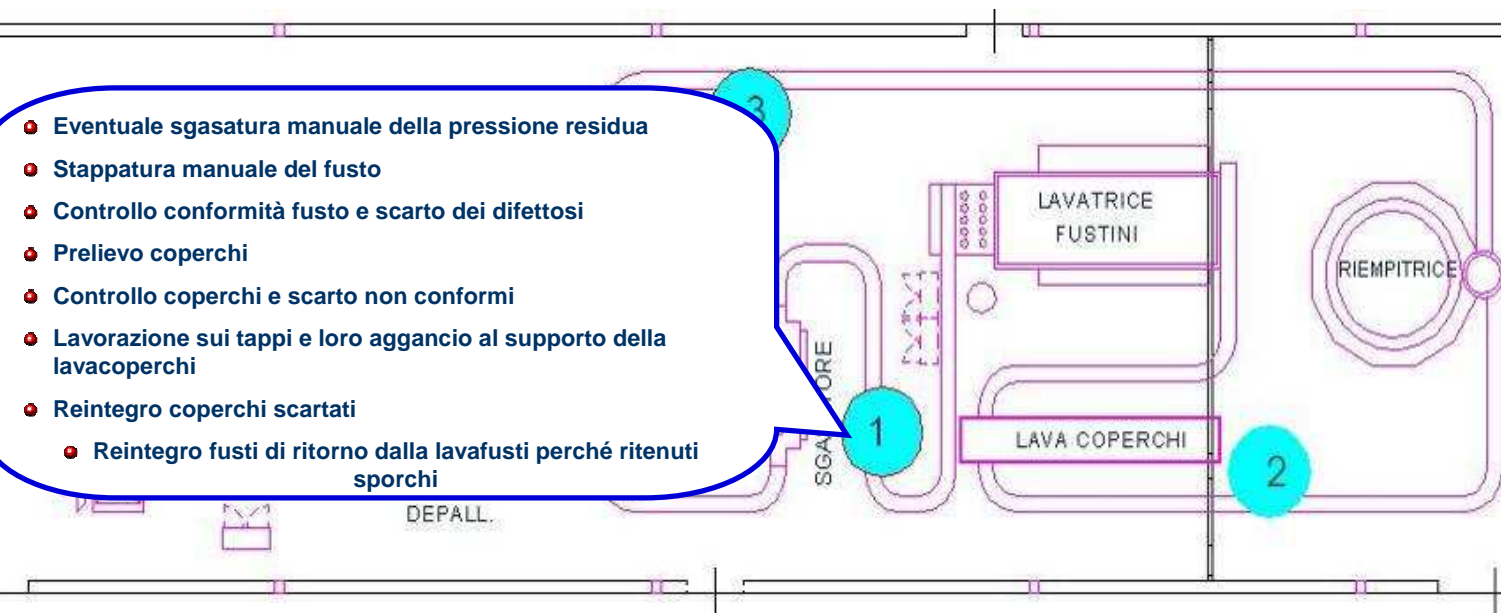 Eventuale sgasatura manuale della pressione residua
Stappatura manuale del fusto
Controllo conformità fusto e scarto dei difettosi
Prelievo coperchi
Controllo coperchi e scarto non conformi
Lavorazione sui tappi e loro aggancio al supporto della
lavacoperchi
Reintegro coperchi scartati
Reintegro fusti di ritorno dalla lavafusti perché ritenuti
sporchi
3
LAVATRICE
FUSTINI
RIEMPITRICE
1
LAVA COPERCHI
2
DEPALL.